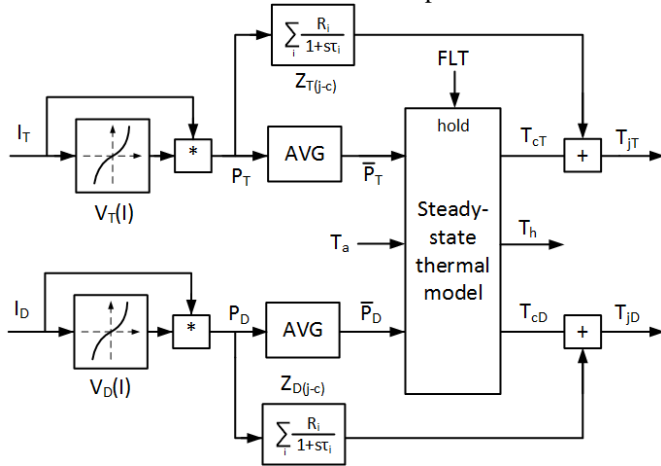 ∑ᵢ Rᵢ / 1+sτᵢ
Z_T(j-c)
FLT
hold
I_T
V_T(I)
*
P_T
AVG
P̅_T
T_cT
+
T_jT
T_a
Steady-
state
thermal
model
T_h
I_D
V_D(I)
*
P_D
AVG
P̅_D
T_cD
+
T_jD
Z_D(j-c)
∑ᵢ Rᵢ / 1+sτᵢ